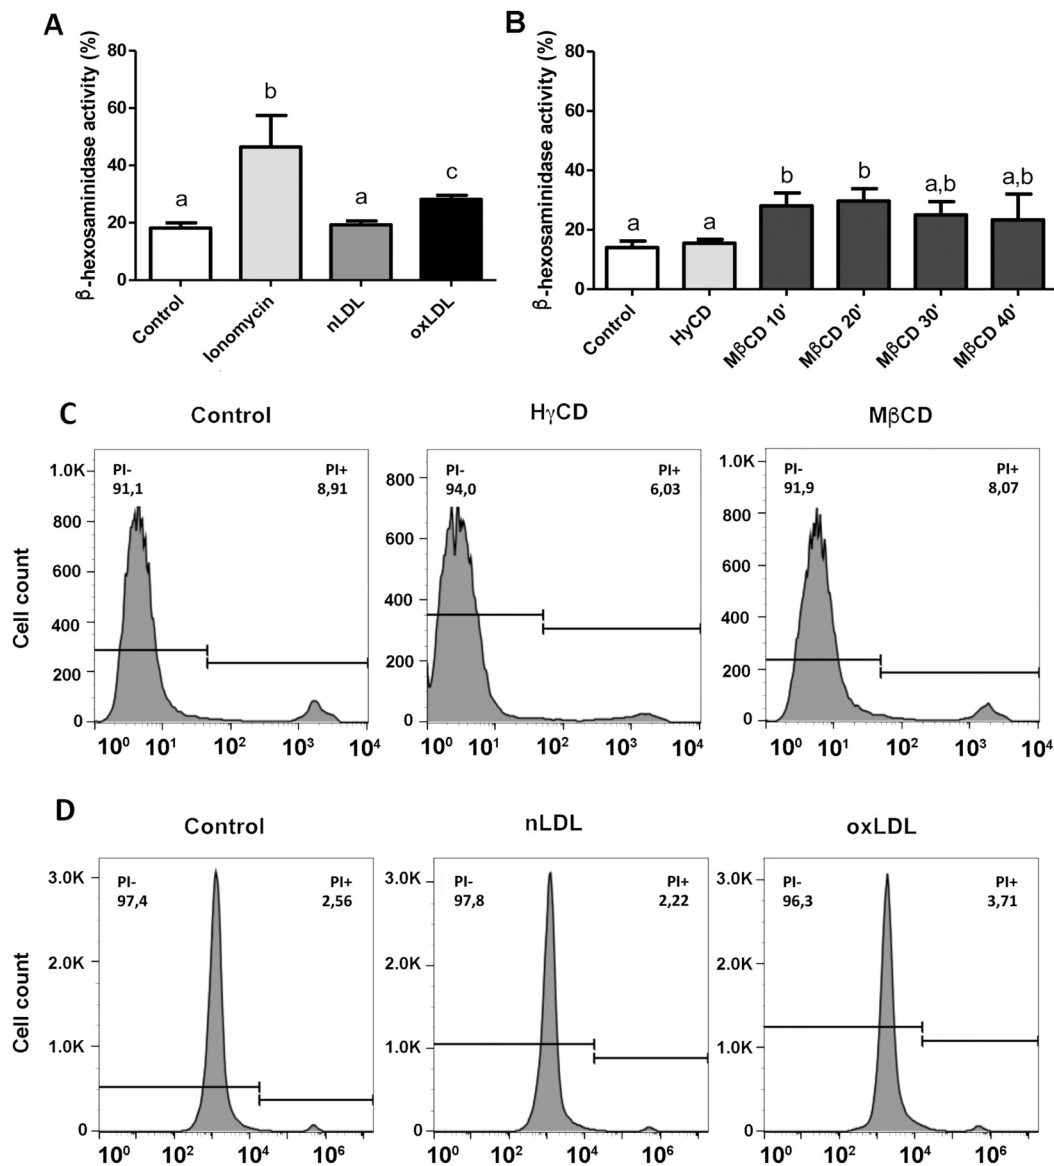 A
β-hexosaminidase activity (%)
80
60
40
20
0
a
b
a
c
Control
Ionomycin
nLDL
oxLDL
B
β-hexosaminidase activity (%)
80
60
40
20
0
a
a
b
b
a,b
a,b
Control
HyCD
MβCD 10'
MβCD 20'
MβCD 30'
MβCD 40'
C
Control
Cell count
1.0K
800
600
400
200
0
PI-
91,1
PI+
8,91
10⁰ 10¹ 10² 10³ 10⁴
HγCD
800
600
400
200
0
PI-
94,0
PI+
6,03
10⁰ 10¹ 10² 10³ 10⁴
MβCD
1.0K
800
600
400
200
0
PI-
91,9
PI+
8,07
10⁰ 10¹ 10² 10³ 10⁴
D
Control
Cell count
3.0K
2.0K
1.0K
0
PI-
97,4
PI+
2,56
10⁰ 10² 10⁴ 10⁶
nLDL
3.0K
2.0K
1.0K
0
PI-
97,8
PI+
2,22
10⁰ 10² 10⁴ 10⁶
oxLDL
3.0K
2.0K
1.0K
0
PI-
96,3
PI+
3,71
10⁰ 10² 10⁴ 10⁶